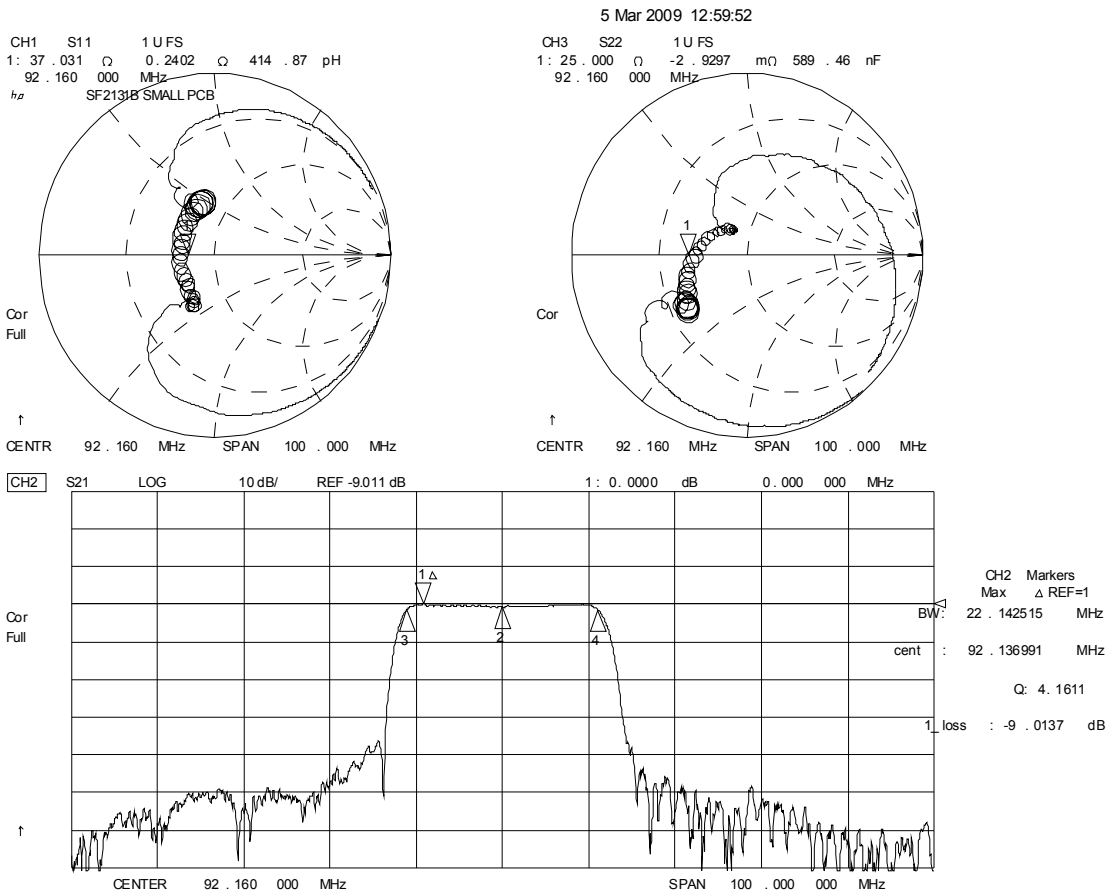 5 Mar 2009 12:59:52
CH1 S11 1 U FS
1: 37 .031 Ω 0.2402 Ω 414 .87 pH
92 .160 000 MHz
hp SF2131B SMALL PCB
Cor
Full
↑
CENTR 92 .160 MHz SPAN 100 .000 MHz
CH3 S22 1 U FS
1: 25.000 Ω -2 .9297 mΩ 589 .46 nF
92 .160 000 MHz
1
Cor
↑
CENTR 92 .160 MHz SPAN 100 .000 MHz
CH2 S21 LOG 10 dB/ REF -9.011 dB 1: 0.0000 dB 0.000 000 MHz
1 Δ
3 2 4
Cor
Full
↑
CH2 Markers
Max Δ REF=1
BW: 22 .142515 MHz
cent : 92 .136991 MHz
Q: 4.1611
1_loss : -9 .0137 dB
CENTER 92 .160 000 MHz SPAN 100 .000 000 MHz